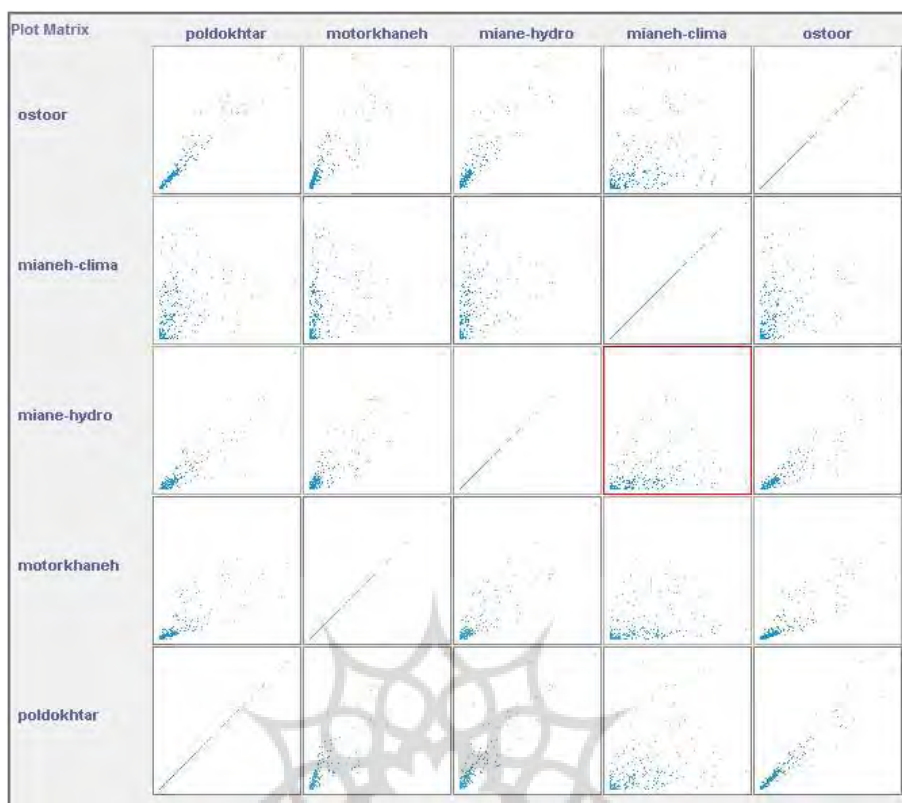 Plot Matrix poldokhtar motorkhaneh miane-hydro mianeh-clima ostoor
ostoor
mianeh-clima
miane-hydro
motorkhaneh
poldokhtar